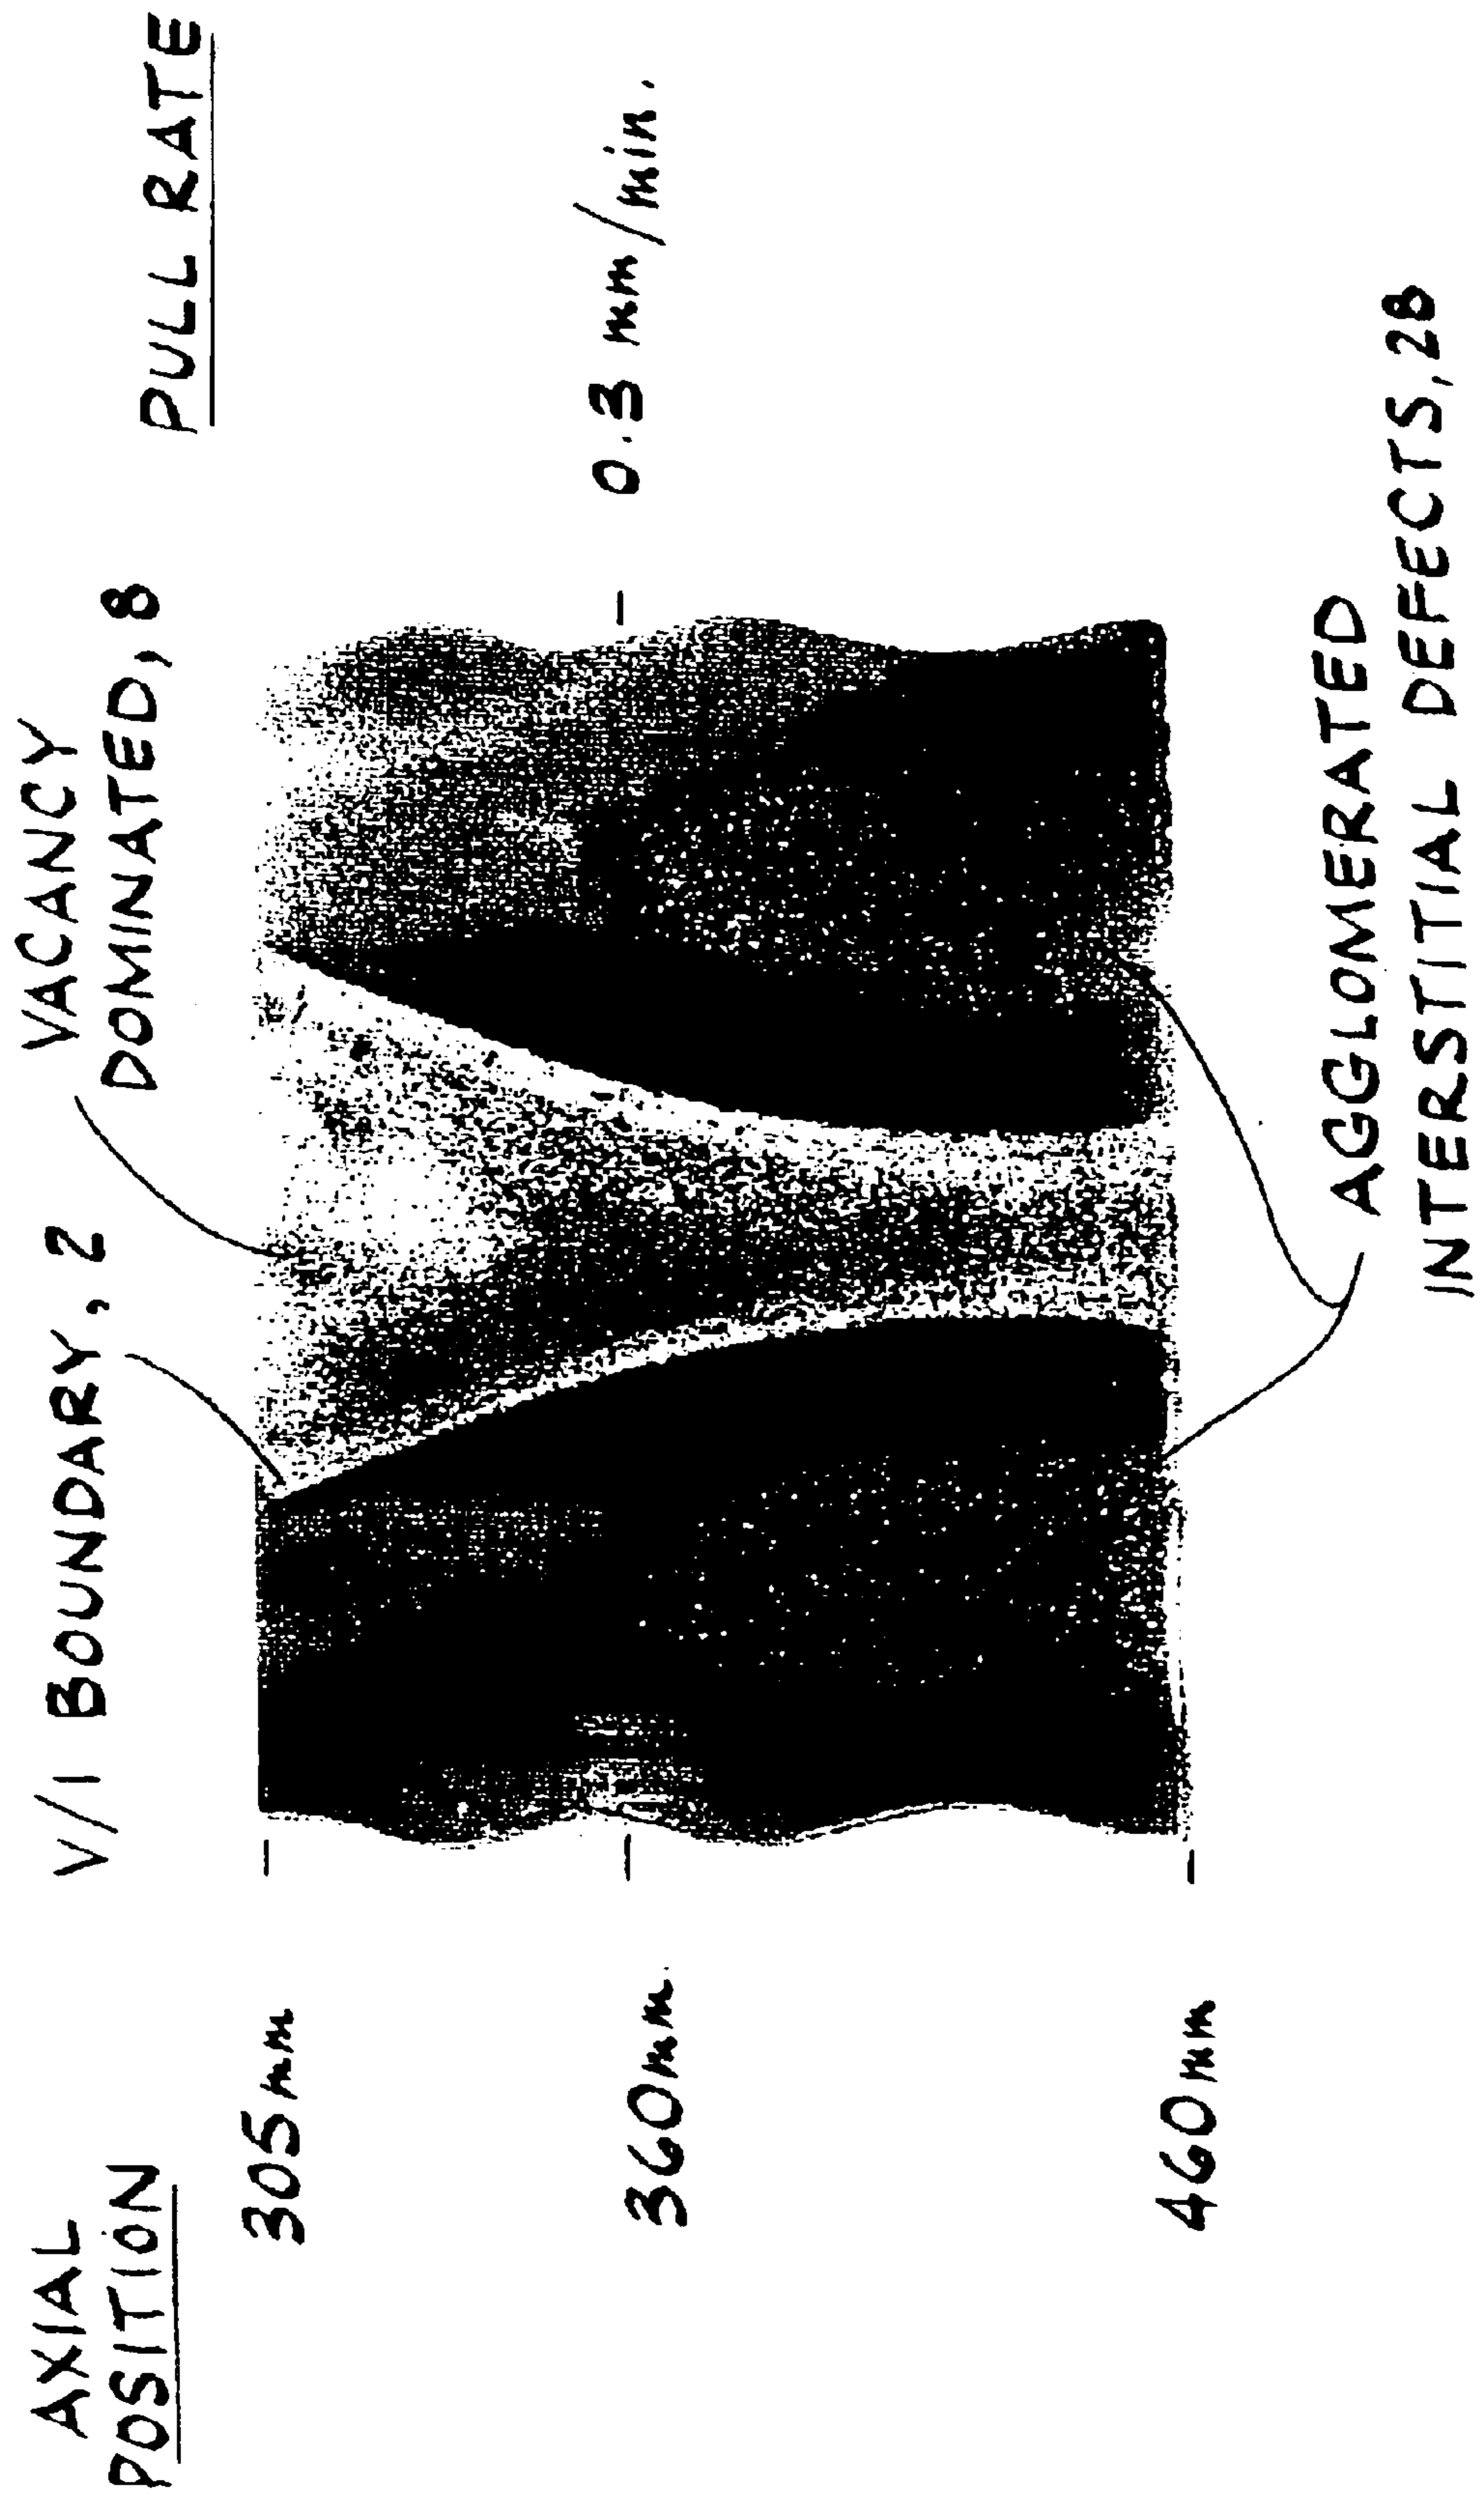 AXIAL
POSITION
V/I BOUNDARY, 2
VACANCY
DOMINATED, 8
PULL RATE
305mm
360mm.
0.3 mm/min.
460mm
AGGLOMERATED
INTERSTITIAL DEFECTS, 28